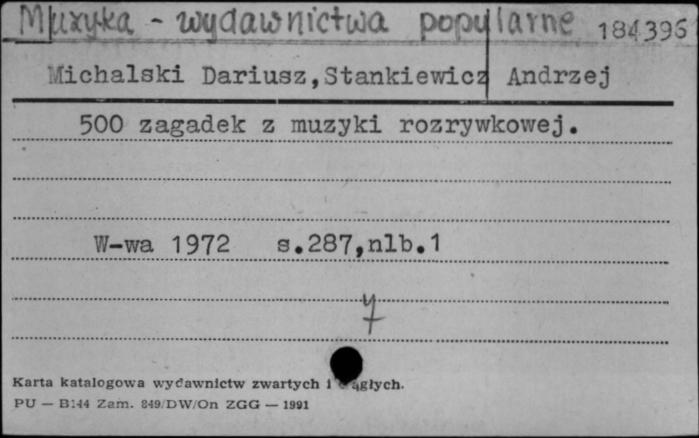 Muzyka - wydawnictwa popularne 184396
Michalski Dariusz,Stankiewicz Andrzej
500 zagadek z muzyki rozrywkowej.
W-wa 1972 s.287,nlb.1
Karta katalogowa wydawnictw zwartych i ciągłych.
PU — B144 Zam. 849/DW/On ZGG — 1991